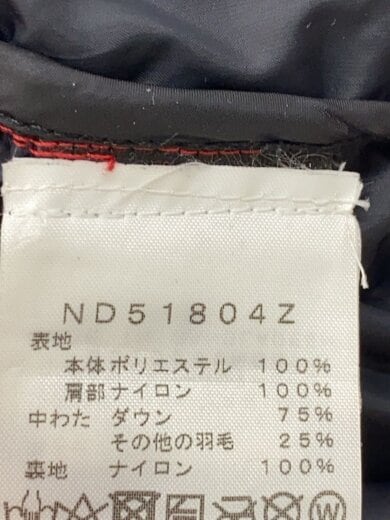 ND51804Z
表地
本体ポリエステル 100%
肩部ナイロン 100%
中わた ダウン 75%
その他の羽毛 25%
裏地 ナイロン 100%
W